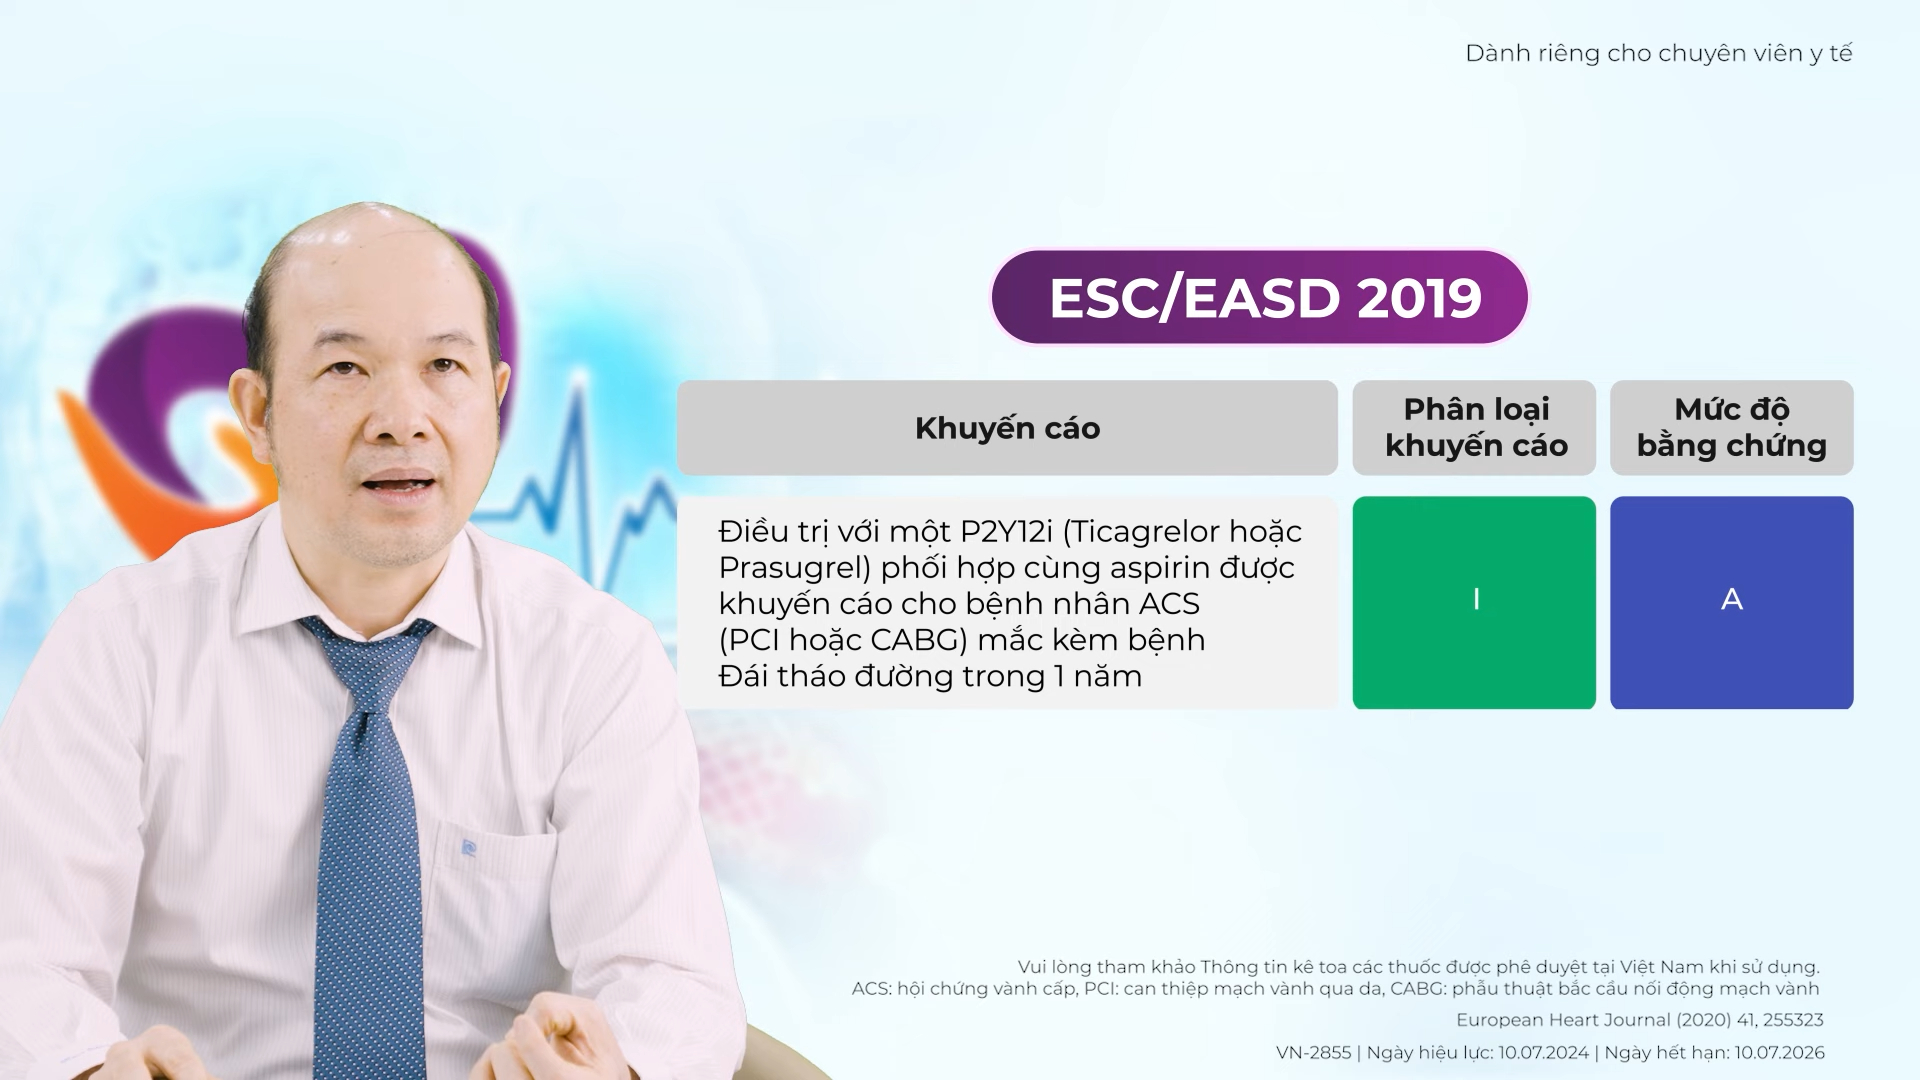 Dành riêng cho chuyên viên y tế
ESC/EASD 2019
Khuyến cáo
Phân loại
khuyến cáo
Mức độ
bằng chứng
Điều trị với một P2Y12i (Ticagrelor hoặc
Prasugrel) phối hợp cùng aspirin được
khuyến cáo cho bệnh nhân ACS
(PCI hoặc CABG) mắc kèm bệnh
Đái tháo đường trong 1 năm
I
A
Vui lòng tham khảo Thông tin kê toa các thuốc được phê duyệt tại Việt Nam khi sử dụng.
ACS: hội chứng vành cấp, PCI: can thiệp mạch vành qua da, CABG: phẫu thuật bắc cầu nối động mạch vành
European Heart Journal (2020) 41, 255323
VN-2855 | Ngày hiệu lực: 10.07.2024 | Ngày hết hạn: 10.07.2026